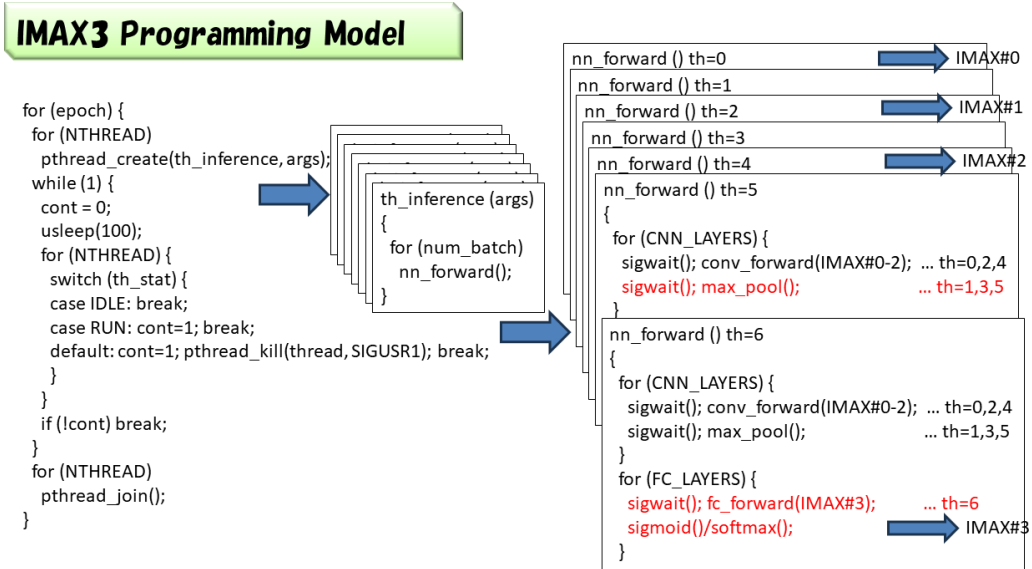 IMAX3 Programming Model
for (epoch) {
for (NTHREAD)
pthread_create(th_inference, args);
while (1) {
cont = 0;
usleep(100);
for (NTHREAD) {
switch (th_stat) {
case IDLE: break;
case RUN: cont=1; break;
default: cont=1; pthread_kill(thread, SIGUSR1); break;
}
}
if (!cont) break;
}
for (NTHREAD)
pthread_join();
}
th_inference (args)
{
for (num_batch)
nn_forward();
}
nn_forward () th=0 IMAX#0
nn_forward () th=1
nn_forward () th=2 IMAX#1
nn_forward () th=3
nn_forward () th=4 IMAX#2
nn_forward () th=5
{
for (CNN_LAYERS) {
sigwait(); conv_forward(IMAX#0-2); ... th=0,2,4
sigwait(); max_pool(); ... th=1,3,5
}
nn_forward () th=6
{
for (CNN_LAYERS) {
sigwait(); conv_forward(IMAX#0-2); ... th=0,2,4
sigwait(); max_pool(); ... th=1,3,5
}
for (FC_LAYERS) {
sigwait(); fc_forward(IMAX#3); ... th=6
sigmoid()/softmax(); IMAX#3
}